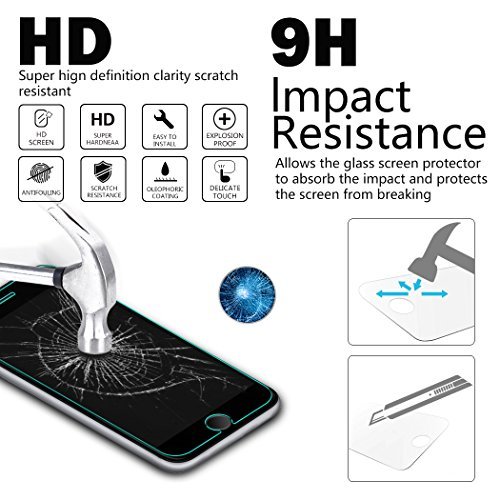 HD
Super hign definition clarity scratch
resistant
HD
SCREEN
HD
SUPER
HARDNEAA
EASY TO
INSTALL
EXPLOSION
PROOF
ANTIFOULING
SCRATCH
RESISTANCE
OLEOPHORIC
COATING
DELICATE
TOUCH
9H
Impact
Resistance
Allows the glass screen protector
to absorb the impact and protects
the screen from breaking